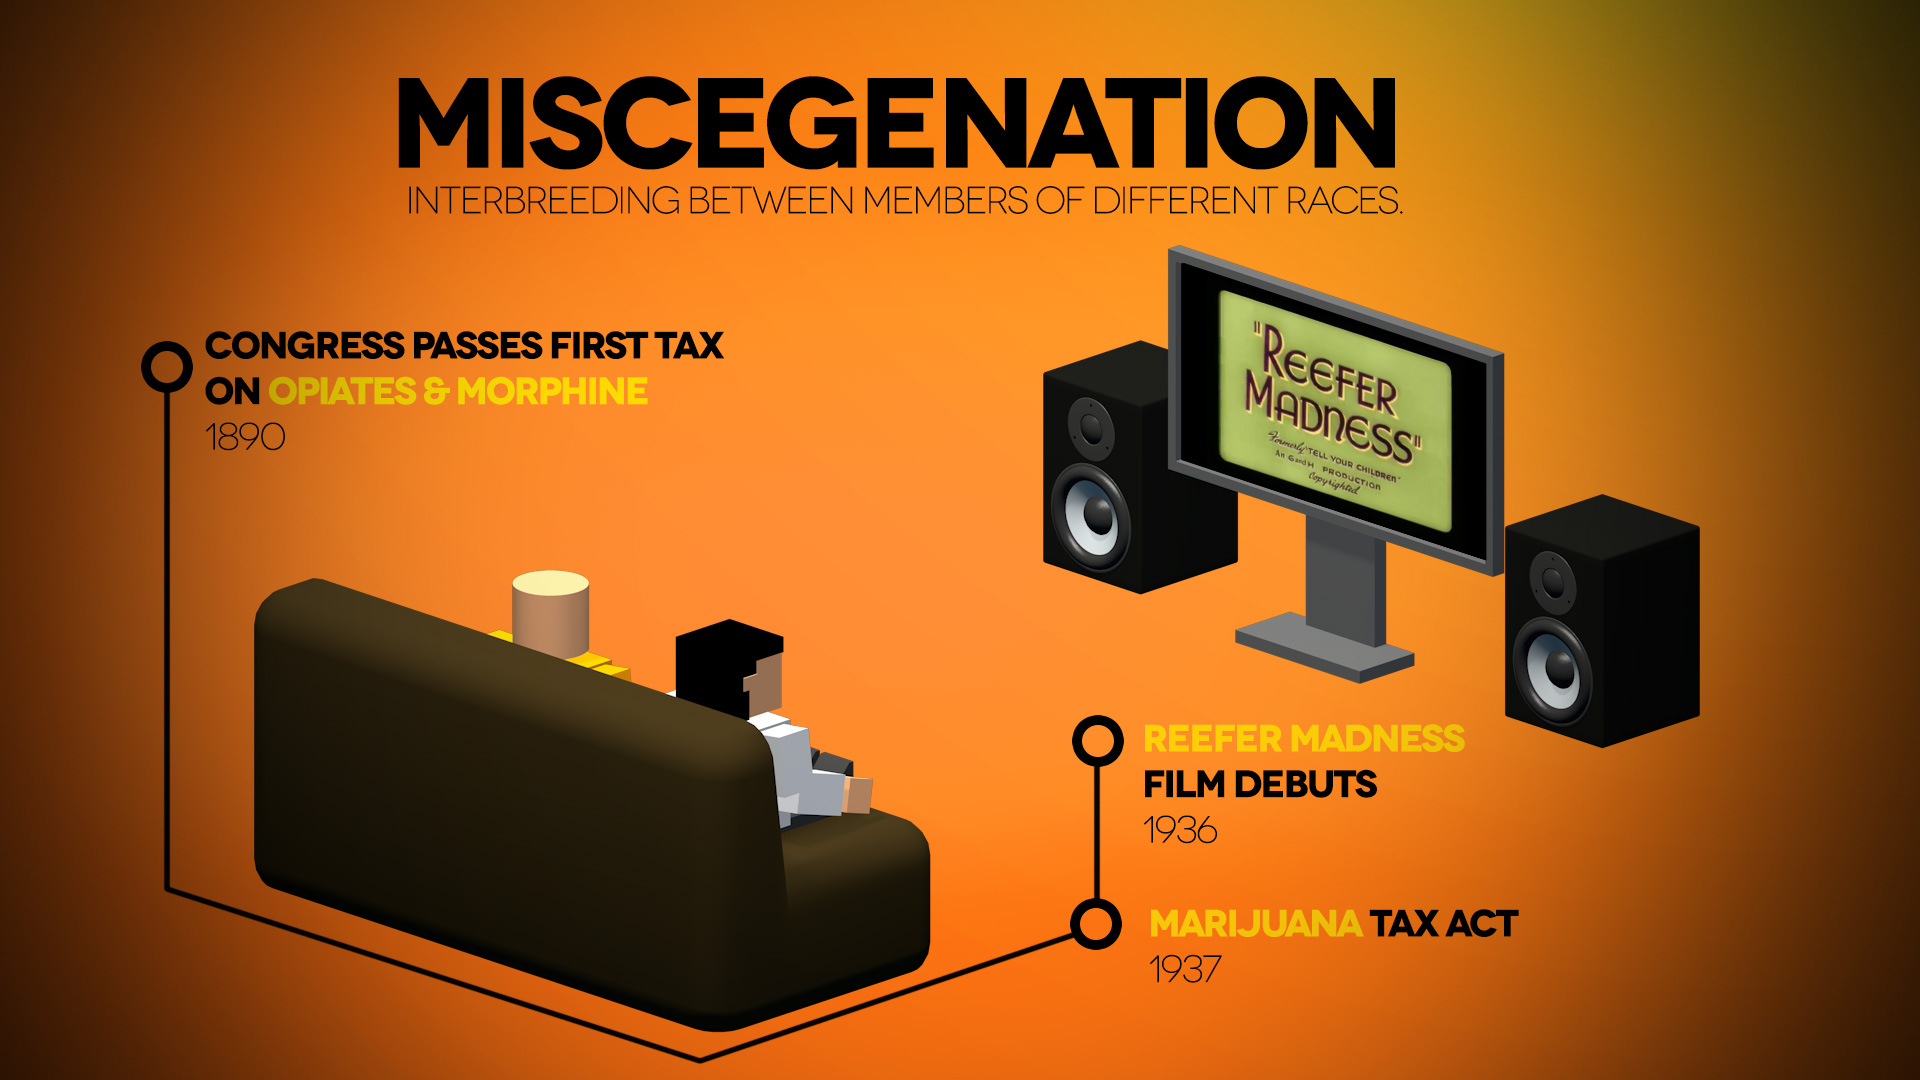 MISCEGENATION
INTERBREEDING BETWEEN MEMBERS OF DIFFERENT RACES.
CONGRESS PASSES FIRST TAX
ON OPIATES & MORPHINE
1890
"REEFER
MADNESS"
Formerly "TELL YOUR CHILDREN"
An G and H PRODUCTION
Copyrighted
REEFER MADNESS
FILM DEBUTS
1936
MARIJUANA TAX ACT
1937